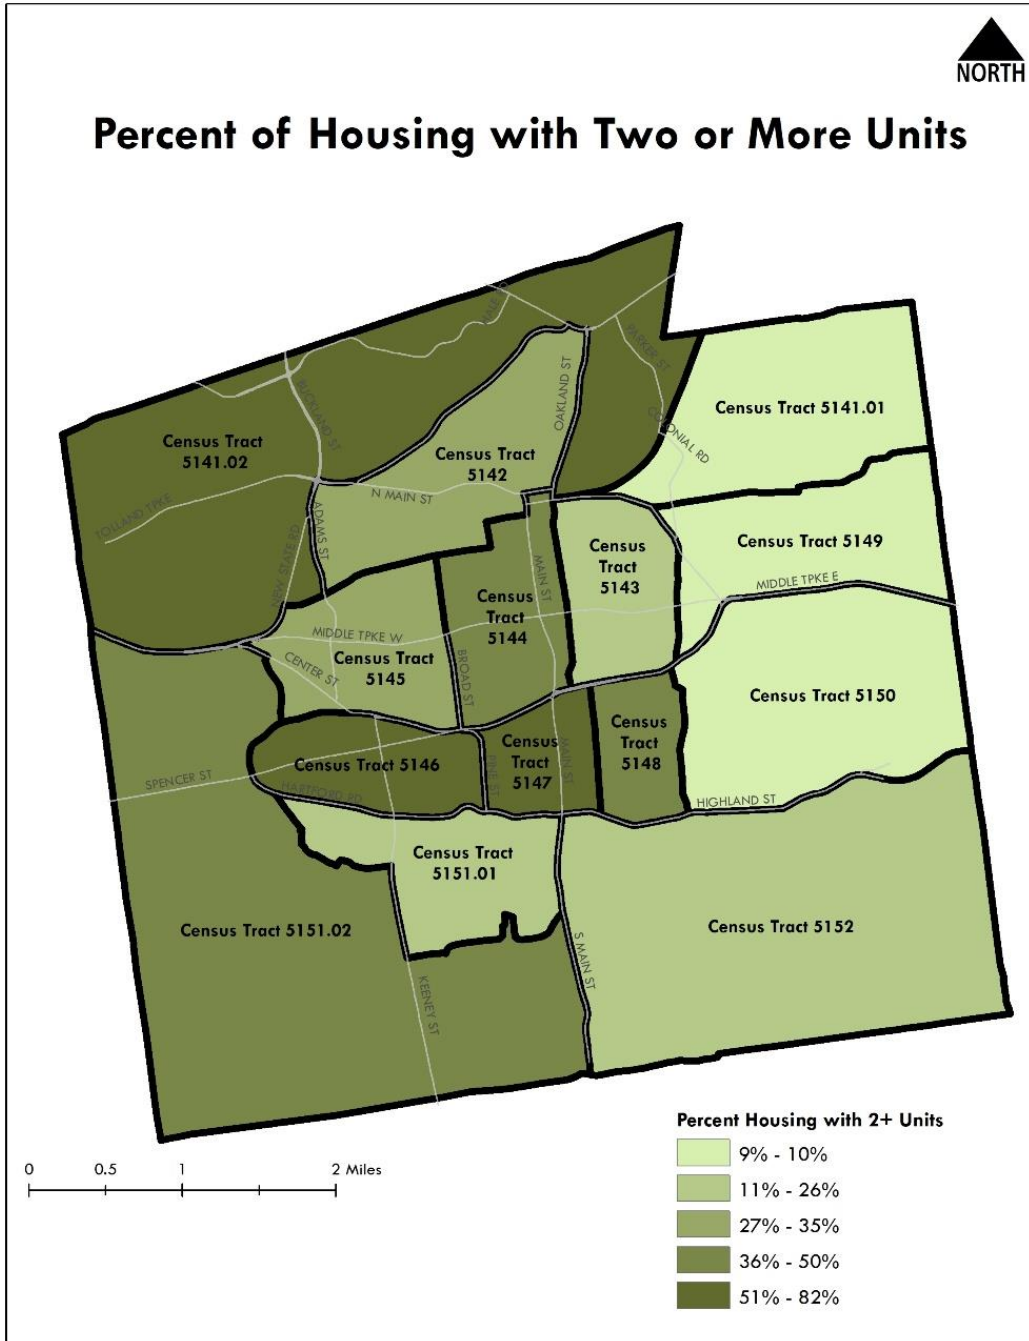 NORTH
Percent of Housing with Two or More Units
HALE RD
PARKER ST
BUCKLAND ST
OAKLAND ST
COLONIAL RD
Census Tract 5141.01
Census Tract
5141.02
Census Tract
5142
N MAIN ST
TOLLAND TPKE
ADAMS ST
NEW STATE RD
MAIN ST
Census
Tract
5143
Census Tract 5149
MIDDLE TPKE E
Census
Tract
5144
MIDDLE TPKE W
CENTER ST
Census Tract
5145
BROAD ST
Census Tract 5150
SPENCER ST
Census Tract 5146
HARTFORD RD
PINE ST
Census
Tract
5147
MAIN ST
Census
Tract
5148
HIGHLAND ST
Census Tract
5151.01
Census Tract 5151.02
Census Tract 5152
S MAIN ST
KEENEY ST
Percent Housing with 2+ Units
9% - 10%
11% - 26%
27% - 35%
36% - 50%
51% - 82%
0 0.5 1 2 Miles